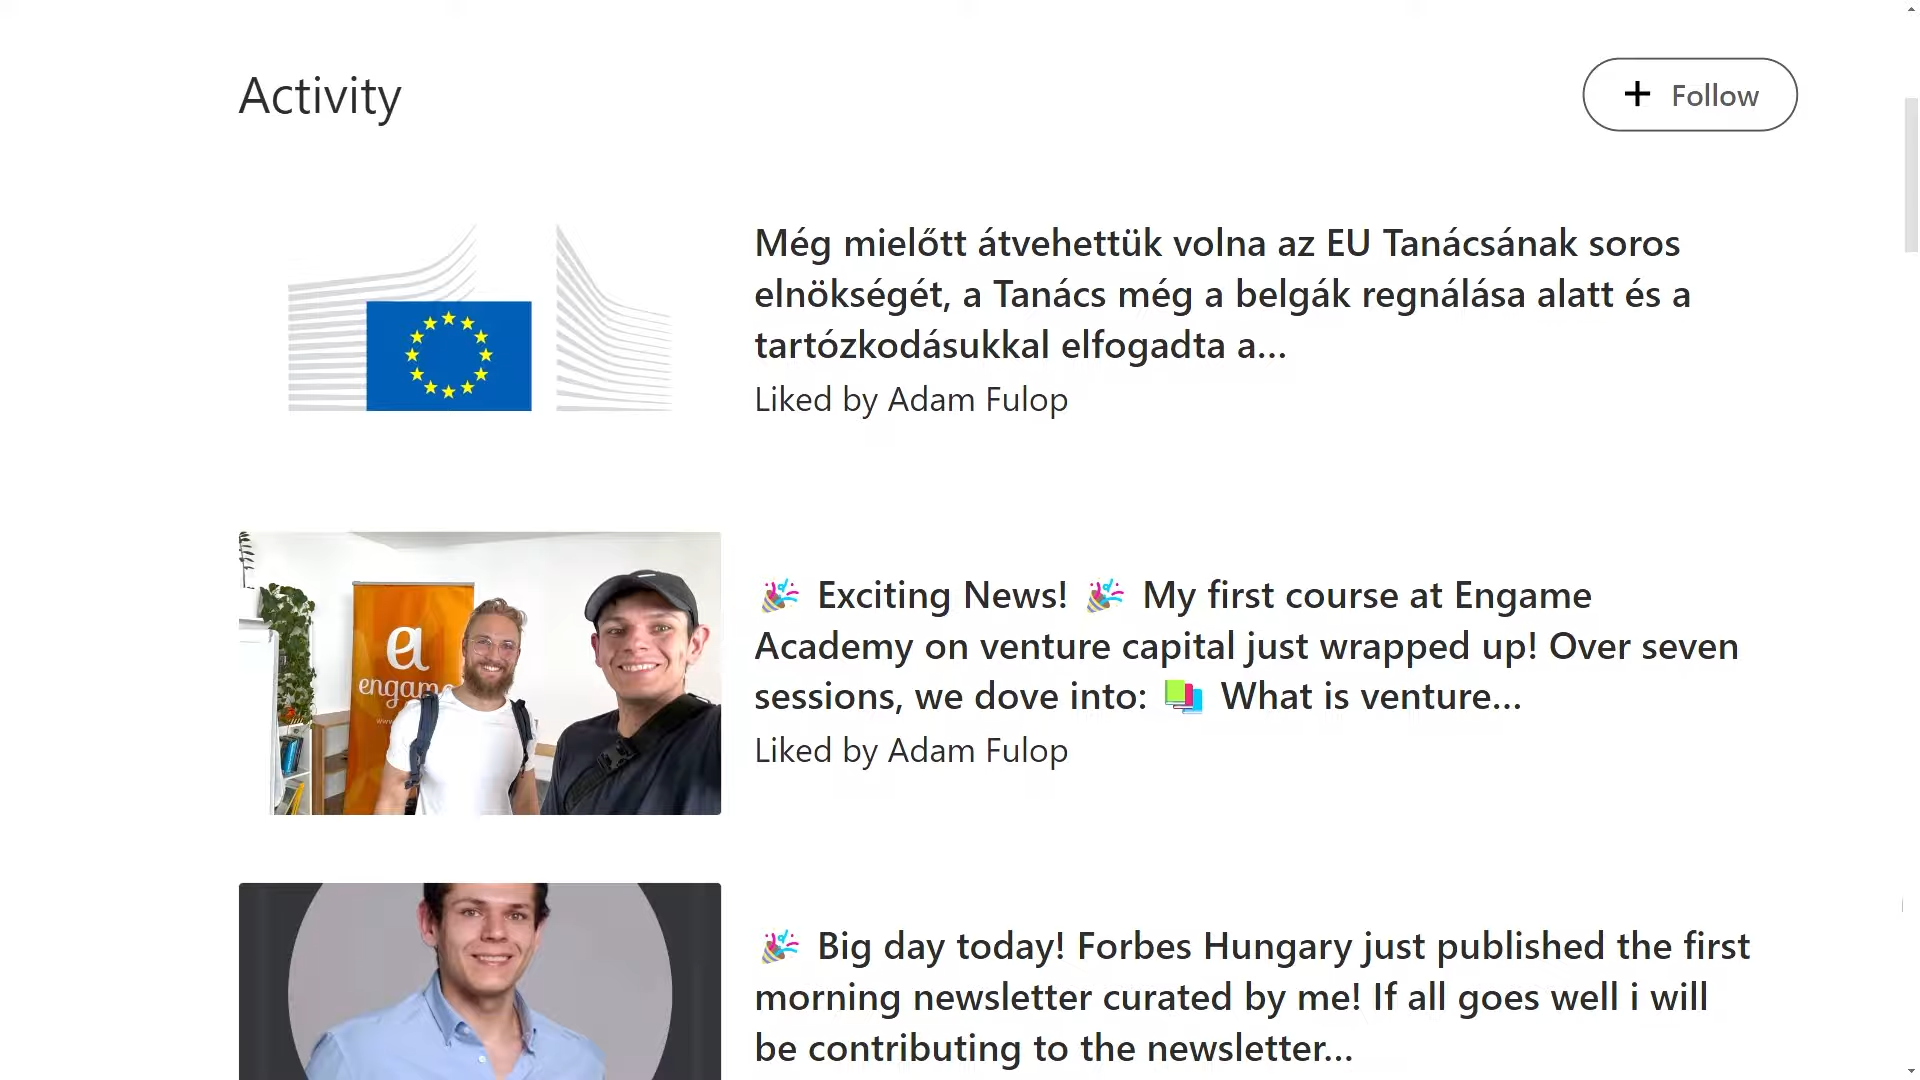 Activity
Follow
Még mielőtt átvehettük volna az EU Tanácsának soros
elnökségét, a Tanács még a belgák regnálása alatt és a
tartózkodásukkal elfogadta a...
Liked by Adam Fulop
a
engame
🎉 Exciting News! 🎉 My first course at Engame
Academy on venture capital just wrapped up! Over seven
sessions, we dove into: 📚 What is venture...
Liked by Adam Fulop
🎉 Big day today! Forbes Hungary just published the first
morning newsletter curated by me! If all goes well i will
be contributing to the newsletter...